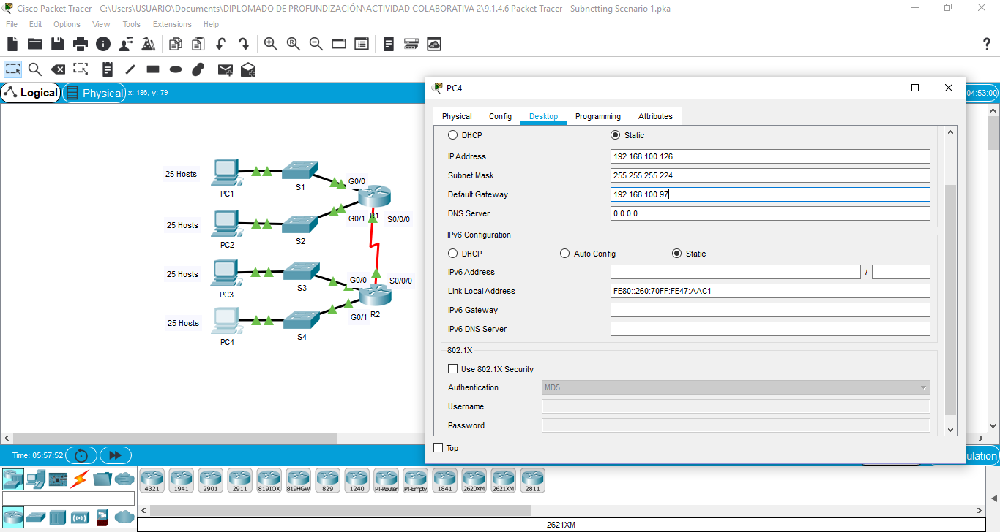 Cisco Packet Tracer - C:\Users\USUARIO\Documents\DIPLOMADO DE PROFUNDIZACIÓN\ACTIVIDAD COLABORATIVA 2\9.1.4.6 Packet Tracer - Subnetting Scenario 1.pka
File Edit Options View Tools Extensions Help
Logical Physical x: 186, y: 79
04:53:00
25 Hosts
PC1
S1
G0/0
25 Hosts
PC2
S2
G0/1
R1
S0/0/0
25 Hosts
PC3
S3
G0/0
S0/0/0
25 Hosts
PC4
S4
G0/1
R2
PC4
Physical Config Desktop Programming Attributes
DHCP Static
IP Address 192.168.100.126
Subnet Mask 255.255.255.224
Default Gateway 192.168.100.97
DNS Server 0.0.0.0
IPv6 Configuration
DHCP Auto Config Static
IPv6 Address /
Link Local Address FE80::260:70FF:FE47:AAC1
IPv6 Gateway
IPv6 DNS Server
802.1X
Use 802.1X Security
Authentication MD5
Username
Password
Top
Time: 05:57:52
4321 1941 2901 2911 819IOX 819HGW 829 1240 PT-Router PT-Empty 1841 2620XM 2621XM 2811
2621XM